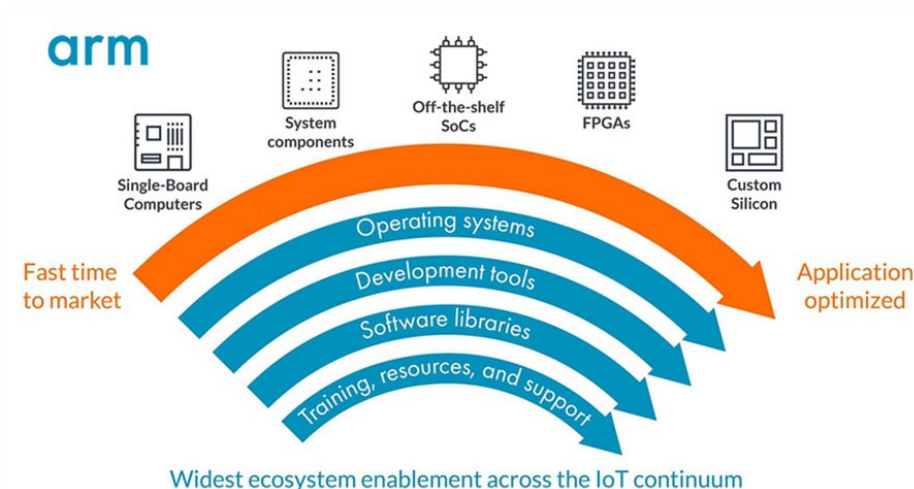 arm
Single-Board
Computers
System
components
Off-the-shelf
SoCs
FPGAs
Custom
Silicon
Fast time
to market
Application
optimized
Operating systems
Development tools
Software libraries
Training, resources, and support
Widest ecosystem enablement across the IoT continuum